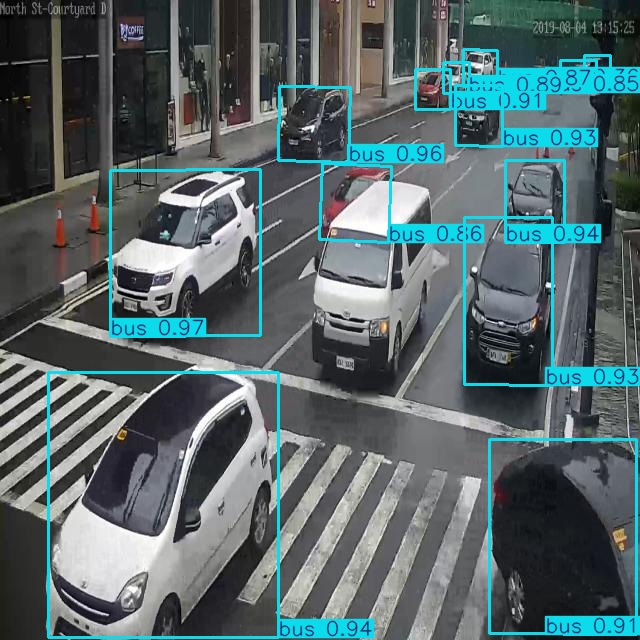 North St-Courtyard D
2019-08-04 13:15:25
COFFEE
bus 0.91
bus 0.93
bus 0.96
bus 0.86
bus 0.94
bus 0.97
bus 0.93
bus 0.94
bus 0.91